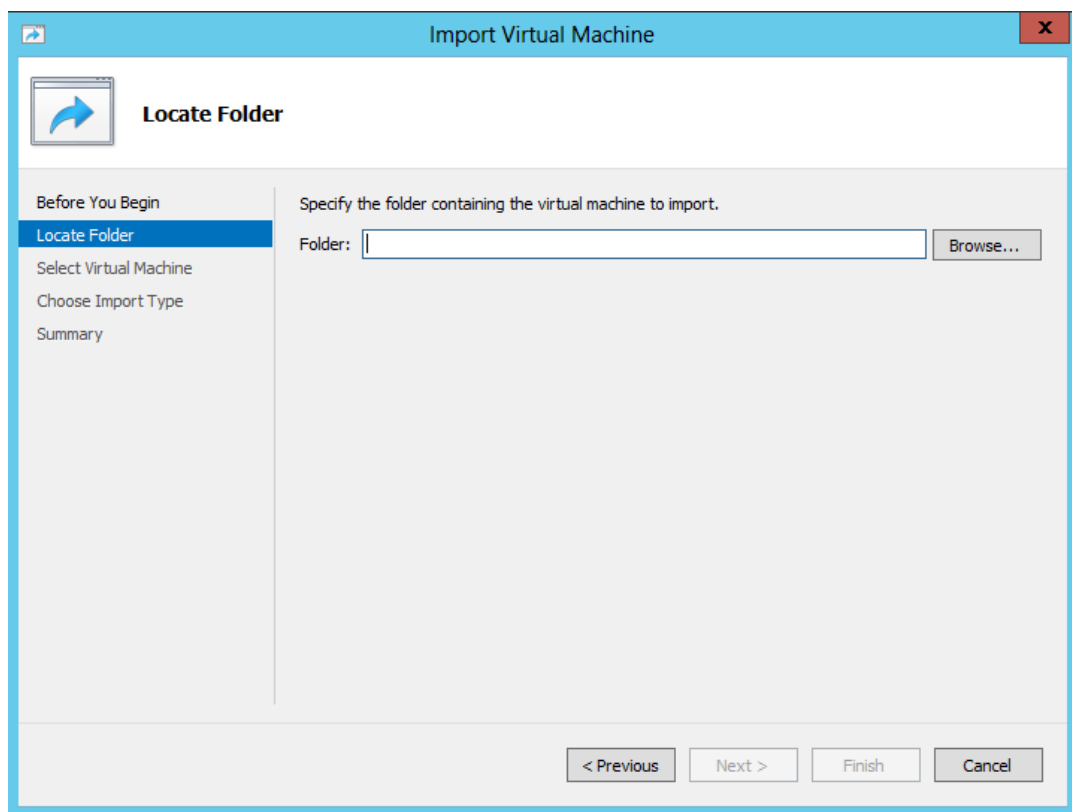 Import Virtual Machine
x
Locate Folder
Before You Begin
Locate Folder
Select Virtual Machine
Choose Import Type
Summary
Specify the folder containing the virtual machine to import.
Folder:
Browse...
< Previous
Next >
Finish
Cancel